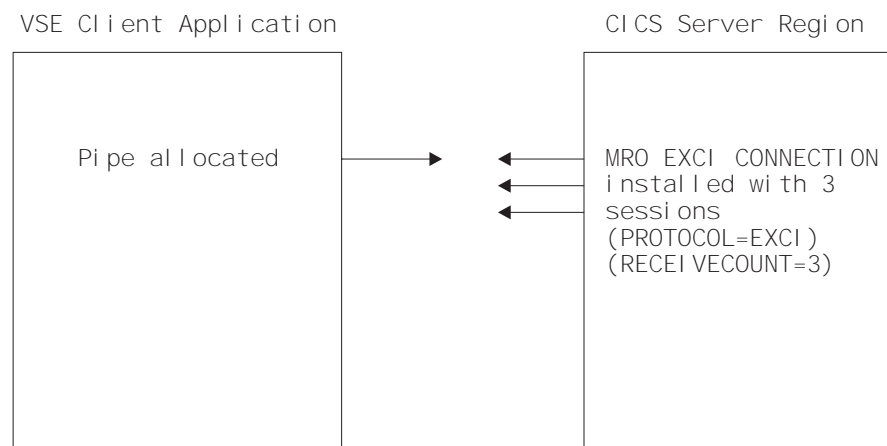 VSE Client Application
CICS Server Region
Pipe allocated
MRO EXCI CONNECTION
installed with 3
sessions
(PROTOCOL=EXCI)
(RECEIVECOUNT=3)